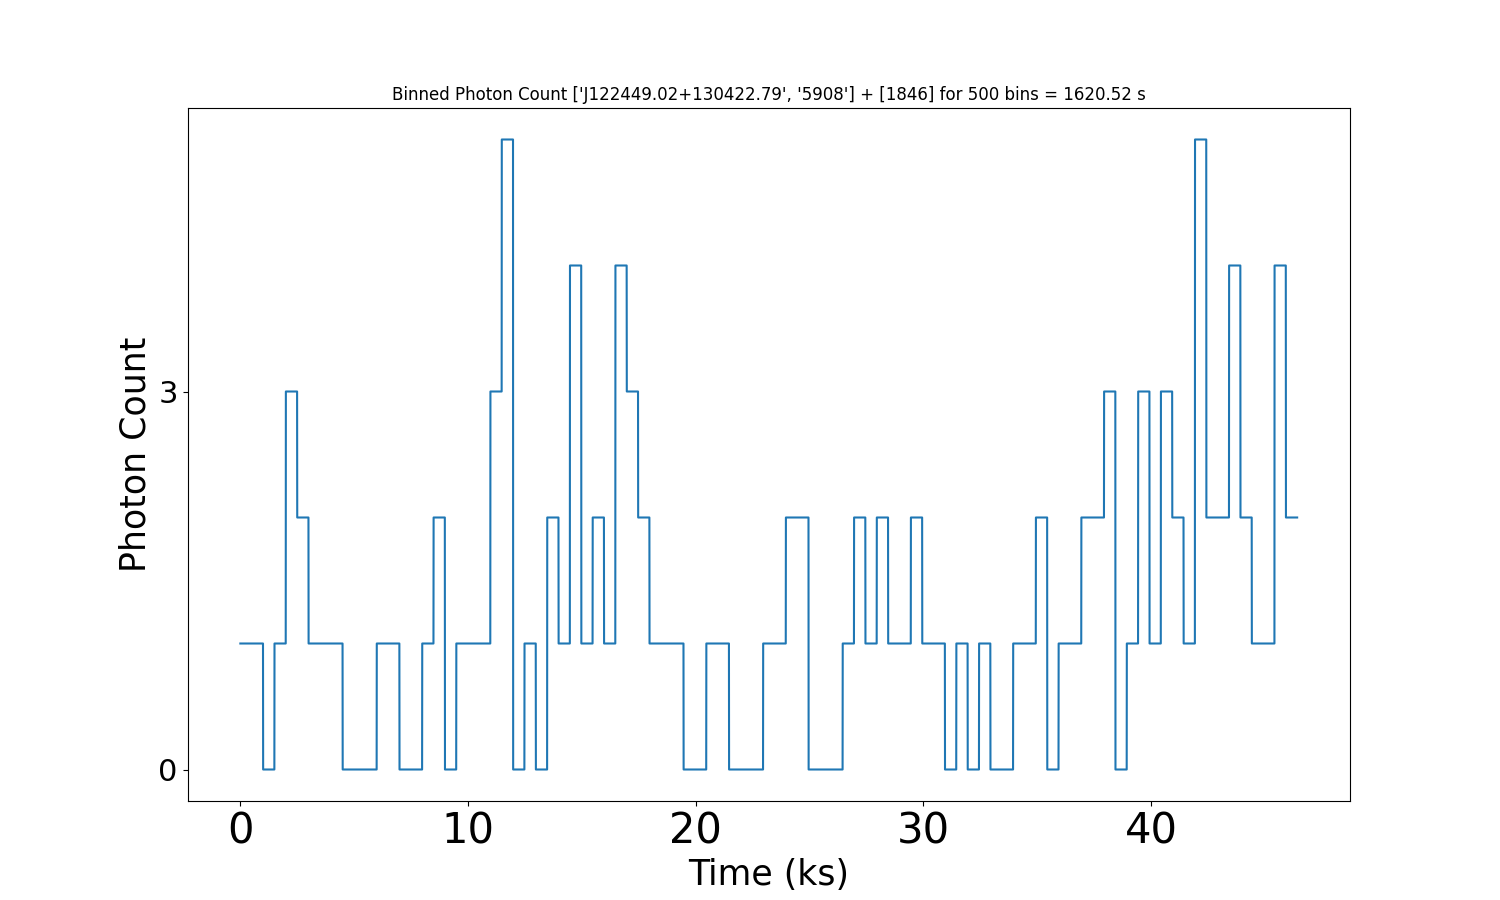 Binned Photon Count ['J122449.02+130422.79', '5908'] + [1846] for 500 bins = 1620.52 s
Photon Count
3
0
0 10 20 30 40
Time (ks)